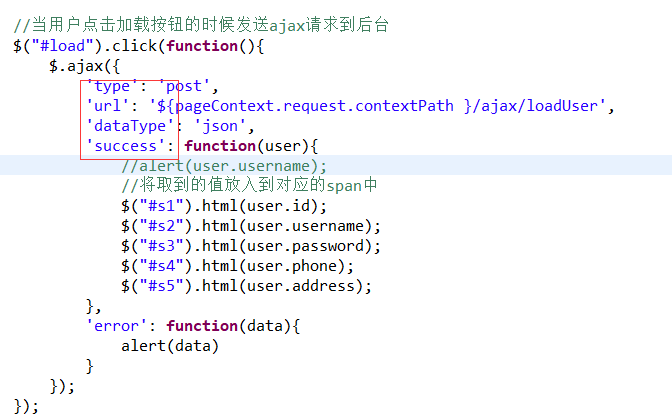 //当用户点击加载按钮的时候发送ajax请求到后台
$("#load").click(function(){
    $.ajax({
        'type': 'post',
        'url': '${pageContext.request.contextPath }/ajax/loadUser',
        'dataType': 'json',
        'success': function(user){
            //alert(user.username);
            //将取到的值放入到对应的span中
            $("#s1").html(user.id);
            $("#s2").html(user.username);
            $("#s3").html(user.password);
            $("#s4").html(user.phone);
            $("#s5").html(user.address);
        },
        'error': function(data){
            alert(data)
        }
    });
});